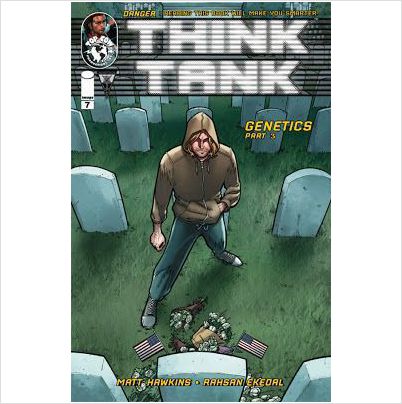 DANGER READING THIS BOOK WILL MAKE YOU SMARTER.
THINK
TANK
image
7
GENETICS
PART 3
MATT HAWKINS • RAHSAN EKEDAL